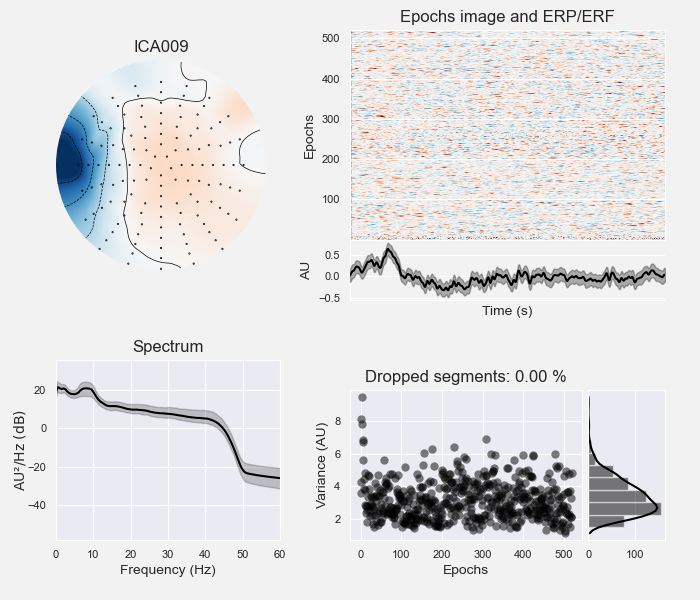 ICA009
Epochs image and ERP/ERF
Epochs
500
400
300
200
100
AU
0.5
0.0
−0.5
Time (s)
Spectrum
AU²/Hz (dB)
20
0
−20
−40
0 10 20 30 40 50 60
Frequency (Hz)
Dropped segments: 0.00 %
Variance (AU)
8
6
4
2
0 100 200 300 400 500
Epochs
0 100